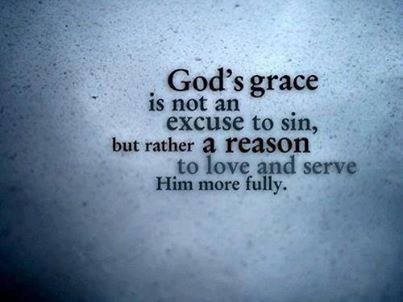 God's grace
is not an
excuse to sin,
but rather a reason
to love and serve
Him more fully.